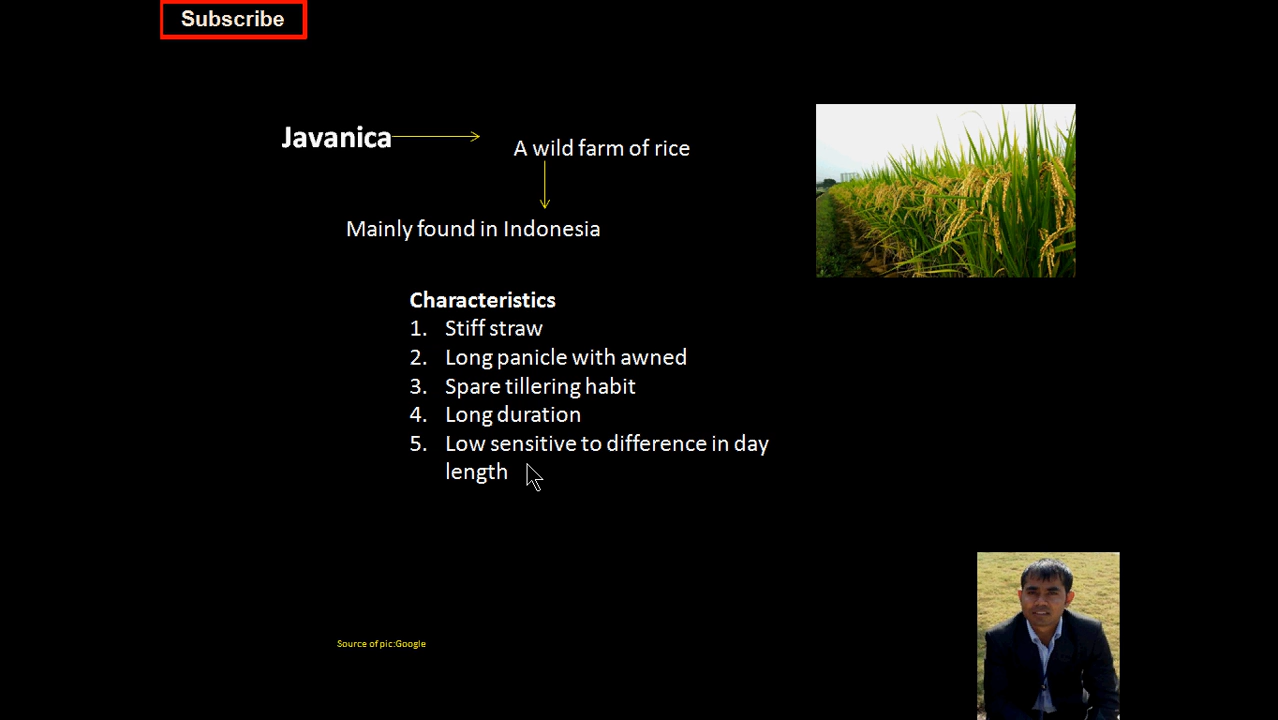 Subscribe
Javanica
A wild farm of rice
Mainly found in Indonesia
Characteristics
1. Stiff straw
2. Long panicle with awned
3. Spare tillering habit
4. Long duration
5. Low sensitive to difference in day
length
Source of pic:Google